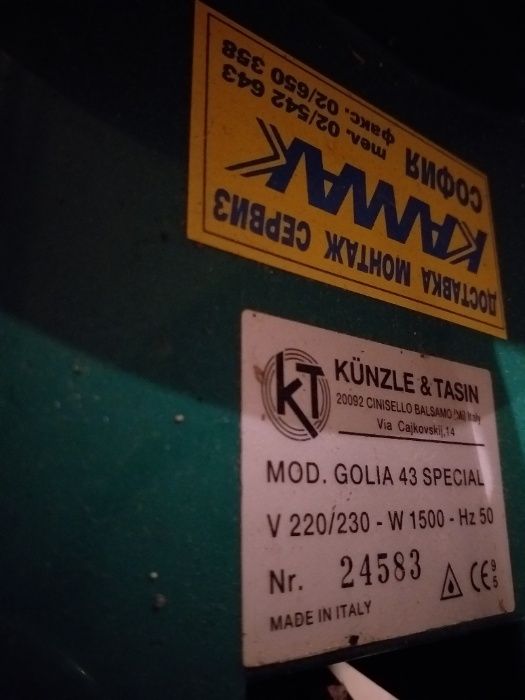 ДОСТАВКА МОНТАЖ СЕРВИЗ
КАМАК
СОФИЯ
тел. 02/542 643
факс. 02/650 358
KT
KÜNZLE & TASIN
20092 CINISELLO BALSAMO (MI) Italy
Via Cajkovskij,14
MOD. GOLIA 43 SPECIAL
V 220/230 - W 1500 - Hz 50
Nr. 24583
CE 95
MADE IN ITALY